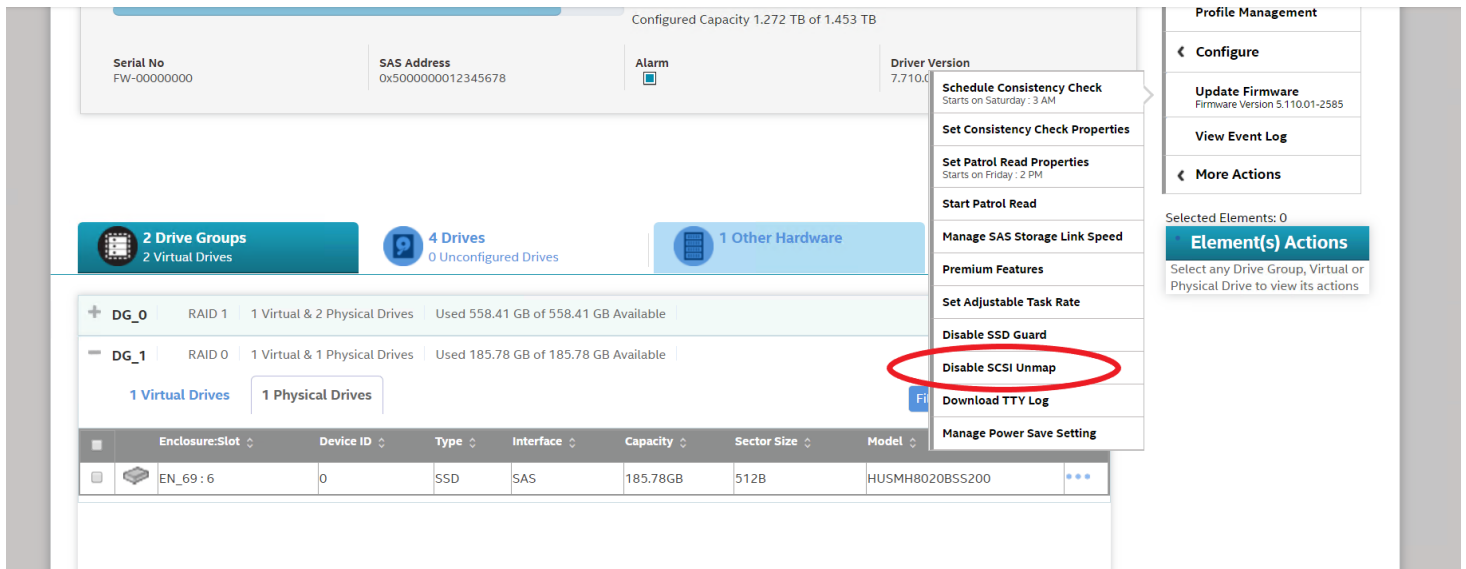 Configured Capacity 1.272 TB of 1.453 TB
Serial No
FW-00000000
SAS Address
0x5000000012345678
Alarm
Driver Version
7.710.
Profile Management
Configure
Update Firmware
Firmware Version 5.110.01-2585
View Event Log
More Actions
Schedule Consistency Check
Starts on Saturday : 3 AM
Set Consistency Check Properties
Set Patrol Read Properties
Starts on Friday : 2 PM
Start Patrol Read
Manage SAS Storage Link Speed
Premium Features
Set Adjustable Task Rate
Disable SSD Guard
Disable SCSI Unmap
Download TTY Log
Manage Power Save Setting
Selected Elements: 0
Element(s) Actions
Select any Drive Group, Virtual or
Physical Drive to view its actions
2 Drive Groups
2 Virtual Drives
4 Drives
0 Unconfigured Drives
1 Other Hardware
DG_0 RAID 1 1 Virtual & 2 Physical Drives Used 558.41 GB of 558.41 GB Available
DG_1 RAID 0 1 Virtual & 1 Physical Drives Used 185.78 GB of 185.78 GB Available
1 Virtual Drives 1 Physical Drives
Enclosure:Slot Device ID Type Interface Capacity Sector Size Model
EN_69 : 6 0 SSD SAS 185.78GB 512B HUSMH8020BSS200